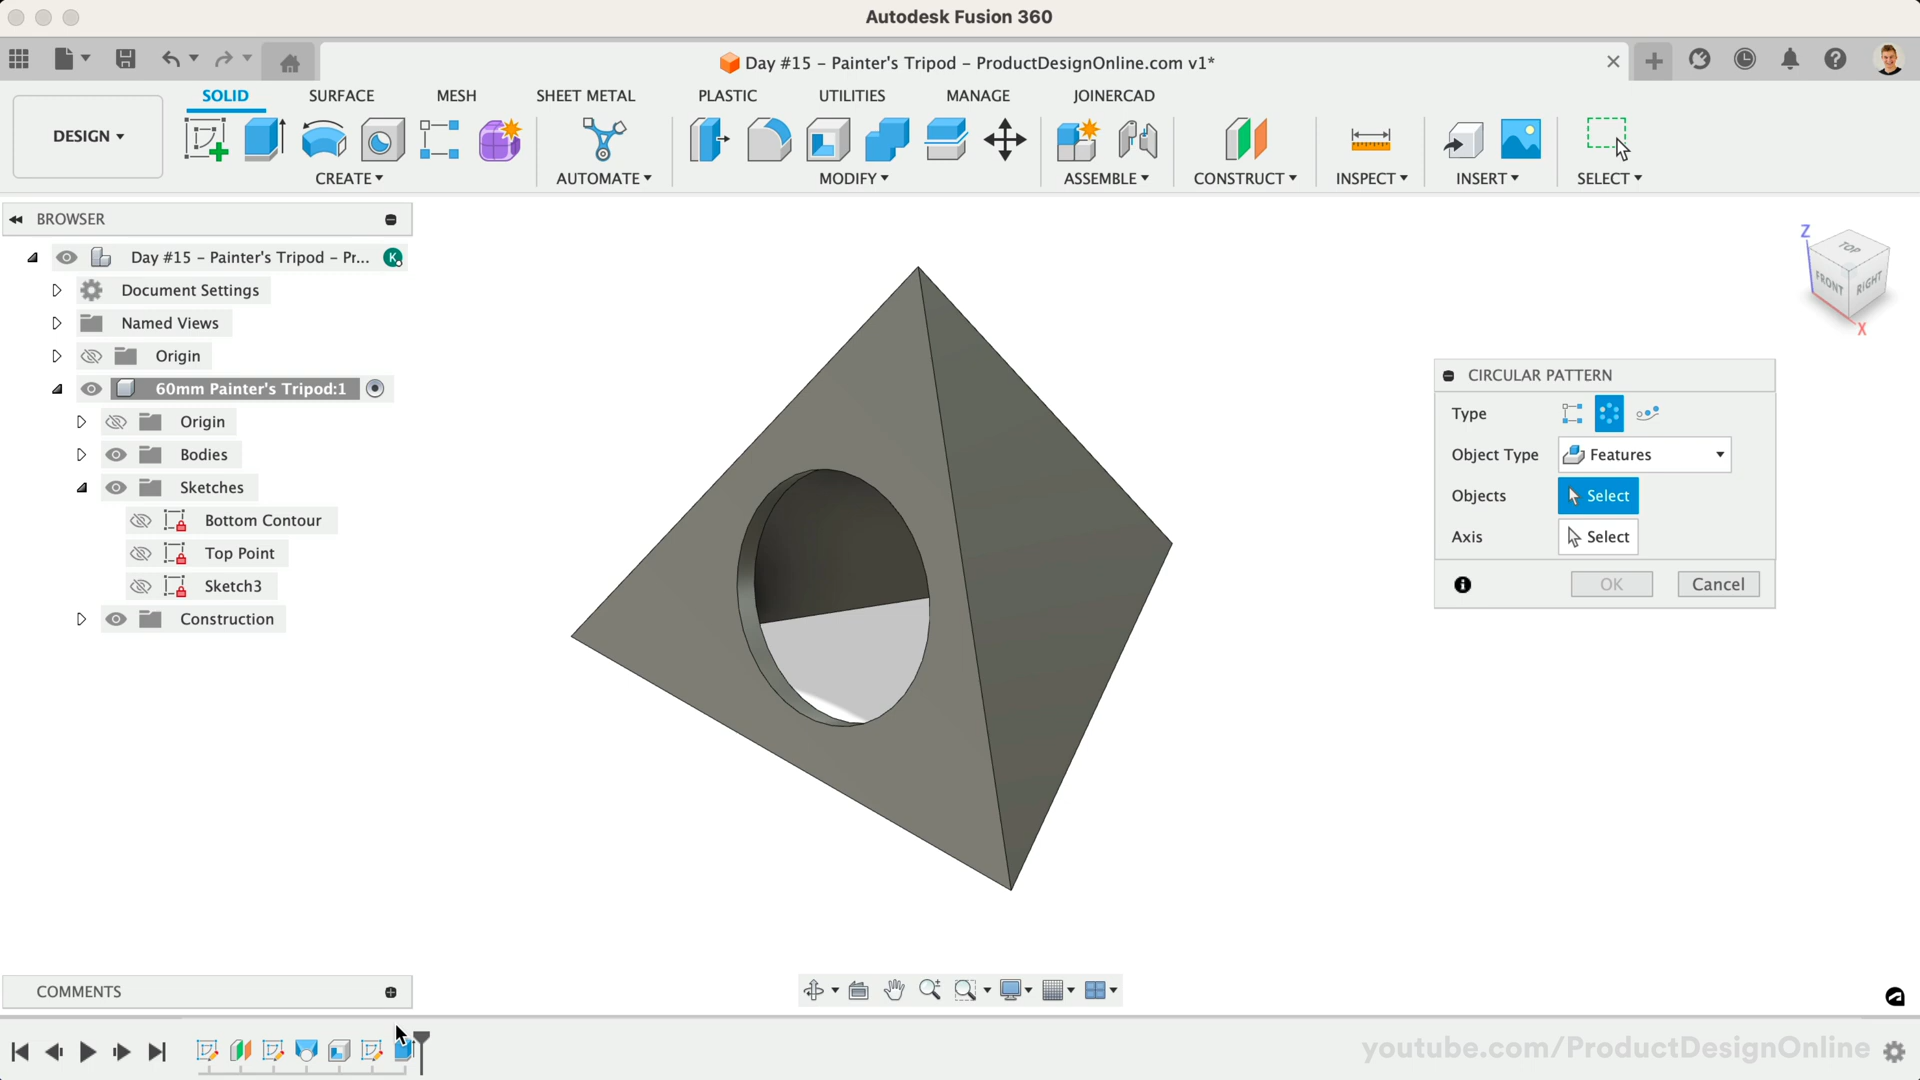 Autodesk Fusion 360
Day #15 – Painter's Tripod – ProductDesignOnline.com v1*
DESIGN
SOLID SURFACE MESH SHEET METAL PLASTIC UTILITIES MANAGE JOINERCAD
CREATE AUTOMATE MODIFY ASSEMBLE CONSTRUCT INSPECT INSERT SELECT
BROWSER
Day #15 – Painter's Tripod – Pr...
K
Document Settings
Named Views
Origin
60mm Painter's Tripod:1
Origin
Bodies
Sketches
Bottom Contour
Top Point
Sketch3
Construction
Z
TOP
FRONT
RIGHT
X
CIRCULAR PATTERN
Type
Object Type Features
Objects Select
Axis Select
OK Cancel
COMMENTS
youtube.com/ProductDesignOnline